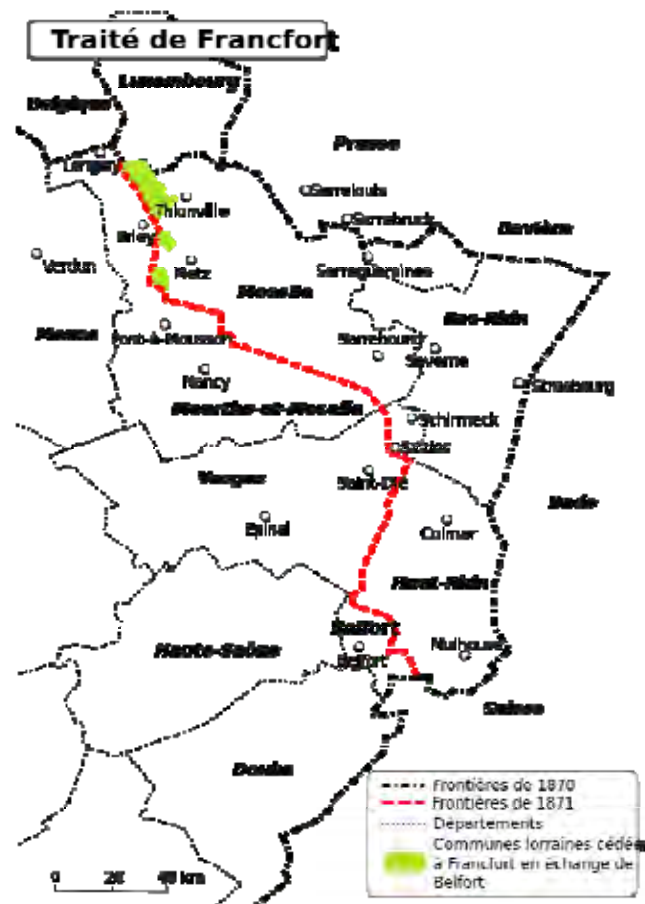 Traité de Francfort
Luxembourg
Belgique
Prusse
Longwy
Sarrelouis
Thionville
Sarrebruck
Bavière
Briey
Verdun
Metz
Sarreguemines
Moselle
Bas-Rhin
Meuse
Pont-à-Mousson
Sarrebourg
Saverne
Nancy
Strasbourg
Meurthe-et-Moselle
Schirmeck
Saales
Vosges
Saint-Dié
Bade
Epinal
Colmar
Haut-Rhin
Belfort
Haute-Saône
Belfort
Mulhouse
Suisse
Doubs
Frontières de 1870
Frontières de 1871
Départements
Communes lorraines cédées
à Francfort en échange de
Belfort
0 20 40 km